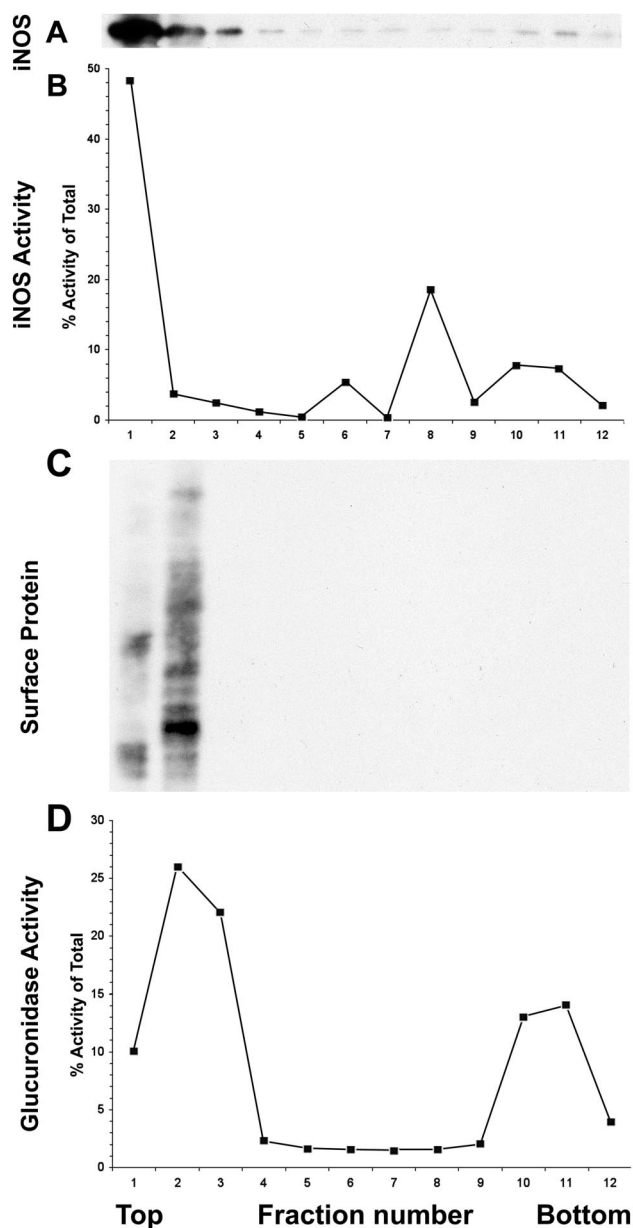 iNOS
A
B
iNOS Activity
% Activity of Total
50
40
30
20
10
0
1 2 3 4 5 6 7 8 9 10 11 12
C
Surface Protein
D
Glucuronidase Activity
% Activity of Total
30
25
20
15
10
5
0
1 2 3 4 5 6 7 8 9 10 11 12
Top Fraction number Bottom